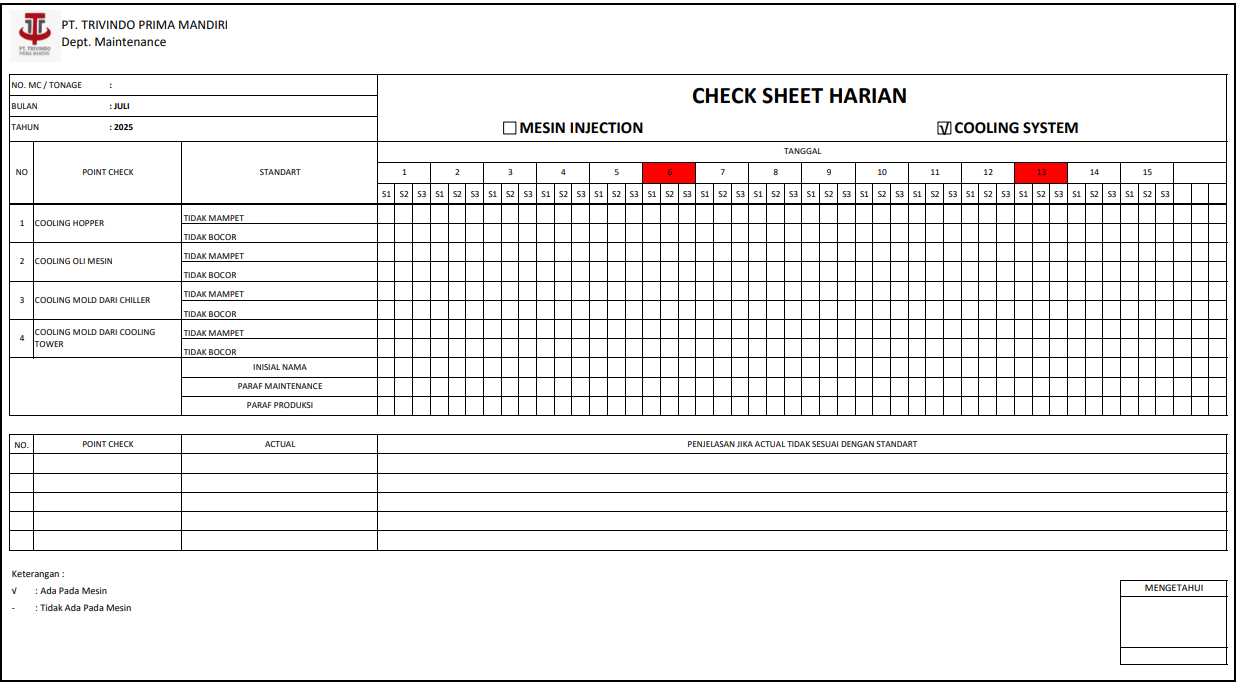 PT. TRIVINDO PRIMA MANDIRI
Dept. Maintenance
PT. TRIVINDO
PRIMA MANDIRI
NO. MC / TONAGE :
BULAN : JULI
TAHUN : 2025
CHECK SHEET HARIAN
☐ MESIN INJECTION
☑ COOLING SYSTEM
NO POINT CHECK STANDART TANGGAL
1 2 3 4 5 6 7 8 9 10 11 12 13 14 15
S1 S2 S3 S1 S2 S3 S1 S2 S3 S1 S2 S3 S1 S2 S3 S1 S2 S3 S1 S2 S3 S1 S2 S3 S1 S2 S3 S1 S2 S3 S1 S2 S3 S1 S2 S3 S1 S2 S3 S1 S2 S3 S1 S2 S3
1 COOLING HOPPER TIDAK MAMPET
TIDAK BOCOR
2 COOLING OLI MESIN TIDAK MAMPET
TIDAK BOCOR
3 COOLING MOLD DARI CHILLER TIDAK MAMPET
TIDAK BOCOR
4 COOLING MOLD DARI COOLING TOWER TIDAK MAMPET
TIDAK BOCOR
INISIAL NAMA
PARAF MAINTENANCE
PARAF PRODUKSI
NO. POINT CHECK ACTUAL PENJELASAN JIKA ACTUAL TIDAK SESUAI DENGAN STANDART
Keterangan :
√ : Ada Pada Mesin
- : Tidak Ada Pada Mesin
MENGETAHUI